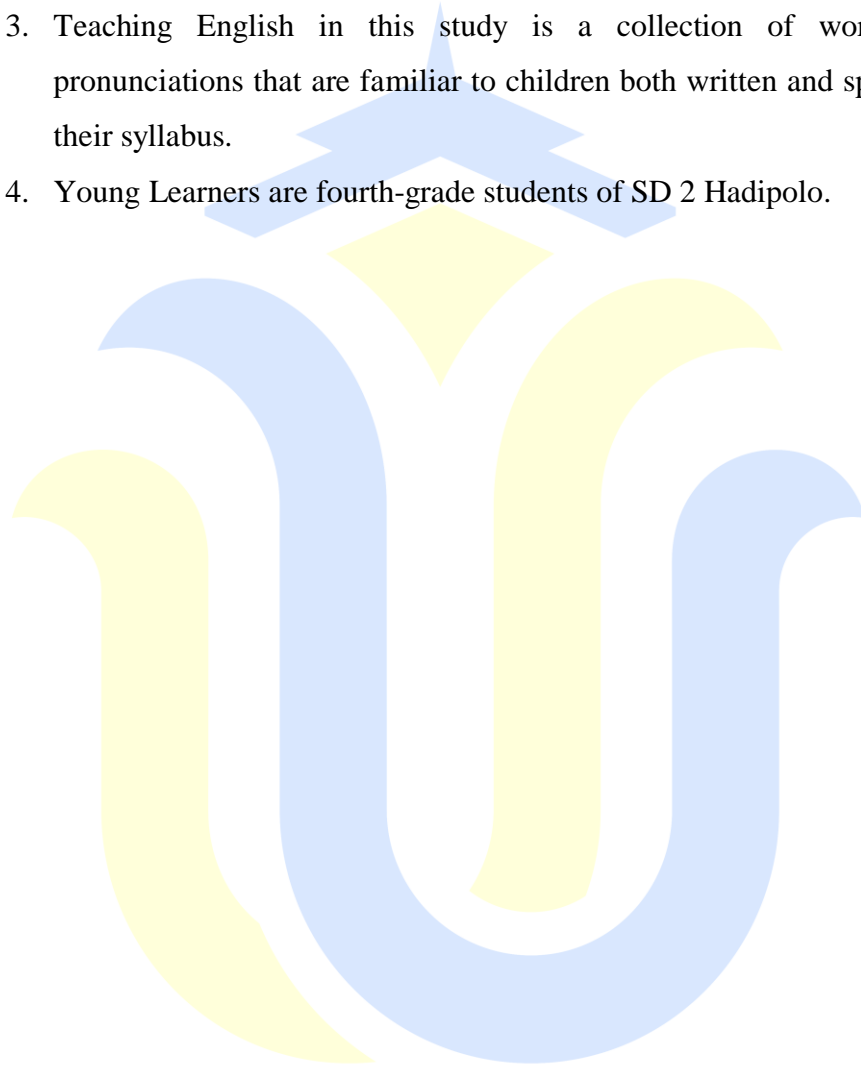 3. Teaching English in this study is a collection of
pronunciations that are familiar to children both written and
their syllabus.
4. Young Learners are fourth-grade students of SD 2 Hadipolo.